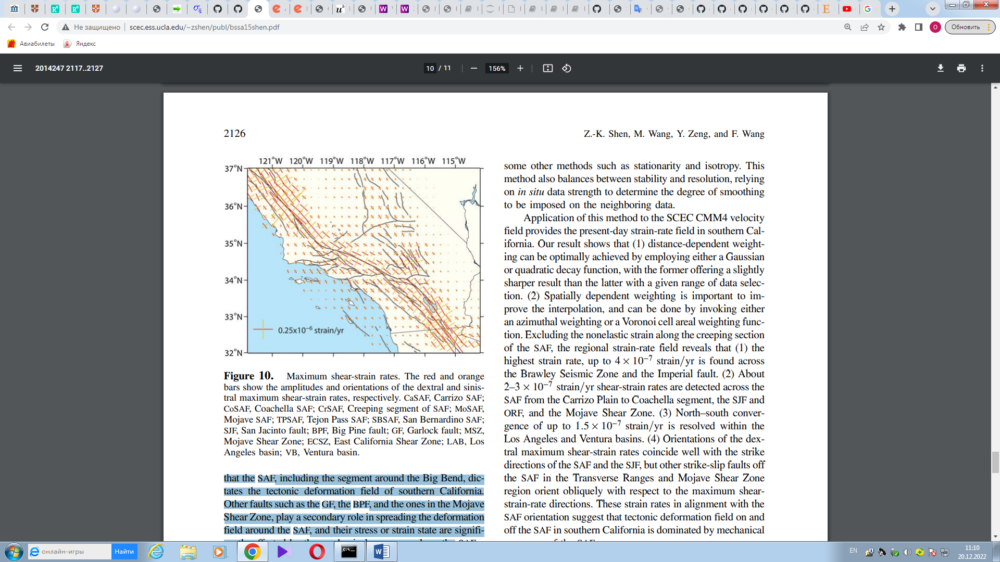 Не защищено
scec.ess.ucla.edu/~zshen/publ/bssa15shen.pdf
О
Обновить
Авиабилеты
Яндекс
2014247 2117..2127
10 / 11
156%
2126
Z.-K. Shen, M. Wang, Y. Zeng, and F. Wang
121°W 120°W 119°W 118°W 117°W 116°W 115°W
37°N
36°N
35°N
34°N
33°N
32°N
0.25x10⁻⁶ strain/yr
Figure 10. Maximum shear-strain rates. The red and orange
bars show the amplitudes and orientations of the dextral and sinis-
tral maximum shear-strain rates, respectively. CaSAF, Carrizo SAF;
CoSAF, Coachella SAF; CrSAF, Creeping segment of SAF; MoSAF,
Mojave SAF; TPSAF, Tejon Pass SAF; SBSAF, San Bernardino SAF;
SJF, San Jacinto fault; BPF, Big Pine fault; GF, Garlock fault; MSZ,
Mojave Shear Zone; ECSZ, East California Shear Zone; LAB, Los
Angeles basin; VB, Ventura basin.
that the SAF, including the segment around the Big Bend, dic-
tates the tectonic deformation field of southern California.
Other faults such as the GF, the BPF, and the ones in the Mojave
Shear Zone, play a secondary role in spreading the deformation
field around the SAF, and their stress or strain state are signifi-
some other methods such as stationarity and isotropy. This
method also balances between stability and resolution, relying
on in situ data strength to determine the degree of smoothing
to be imposed on the neighboring data.
Application of this method to the SCEC CMM4 velocity
field provides the present-day strain-rate field in southern Cal-
ifornia. Our result shows that (1) distance-dependent weight-
ing can be optimally achieved by employing either a Gaussian
or quadratic decay function, with the former offering a slightly
sharper result than the latter with a given range of data selec-
tion. (2) Spatially dependent weighting is important to im-
prove the interpolation, and can be done by invoking either
an azimuthal weighting or a Voronoi cell areal weighting func-
tion. Excluding the nonelastic strain along the creeping section
of the SAF, the regional strain-rate field reveals that (1) the
highest strain rate, up to 4 × 10⁻⁷ strain/yr is found across
the Brawley Seismic Zone and the Imperial fault. (2) About
2–3 × 10⁻⁷ strain/yr shear-strain rates are detected across the
SAF from the Carrizo Plain to Coachella segment, the SJF and
ORF, and the Mojave Shear Zone. (3) North–south conver-
gence of up to 1.5 × 10⁻⁷ strain/yr is resolved within the
Los Angeles and Ventura basins. (4) Orientations of the dex-
tral maximum shear-strain rates coincide well with the strike
directions of the SAF and the SJF, but other strike-slip faults off
the SAF in the Transverse Ranges and Mojave Shear Zone
region orient obliquely with respect to the maximum shear-
strain-rate directions. These strain rates in alignment with the
SAF orientation suggest that tectonic deformation field on and
off the SAF in southern California is dominated by mechanical
онлайн-игры
Найти
EN
11:10
20.12.2022